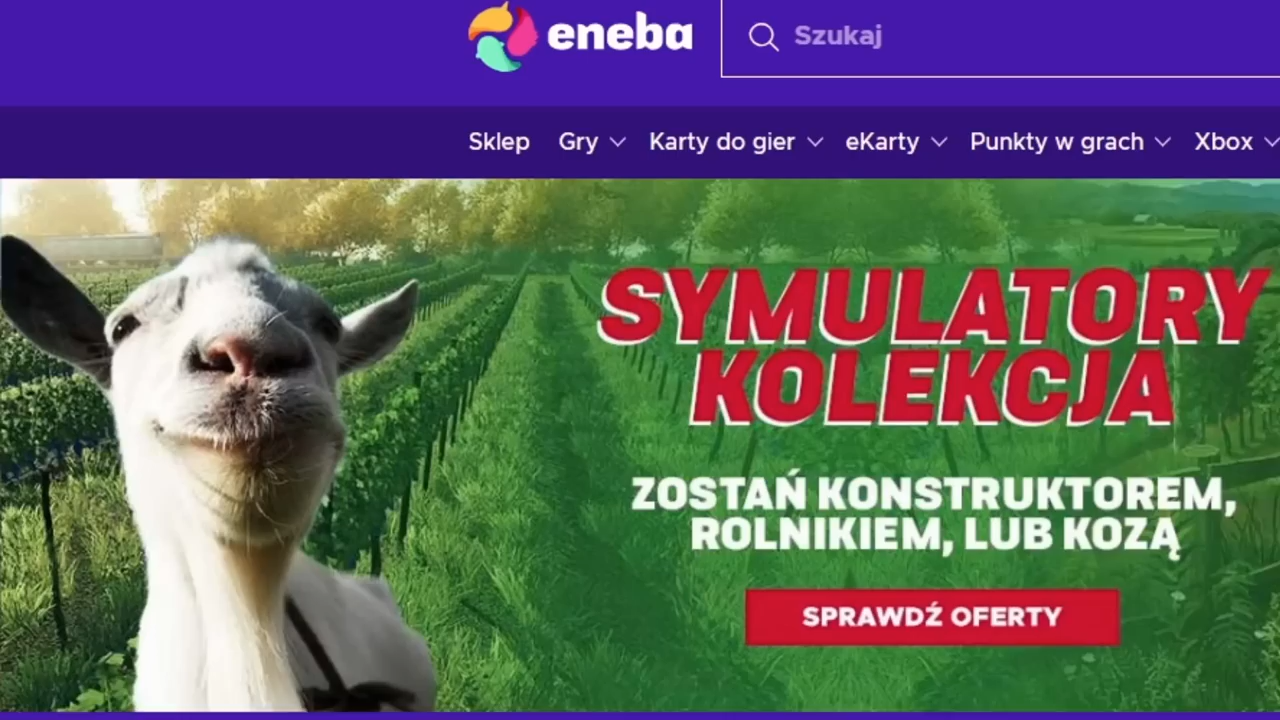 eneba
Szukaj
Sklep Gry Karty do gier eKarty Punkty w grach Xbox
SYMULATORY
KOLEKCJA
ZOSTAŃ KONSTRUKTOREM,
ROLNIKIEM, LUB KOZĄ
SPRAWDŹ OFERTY